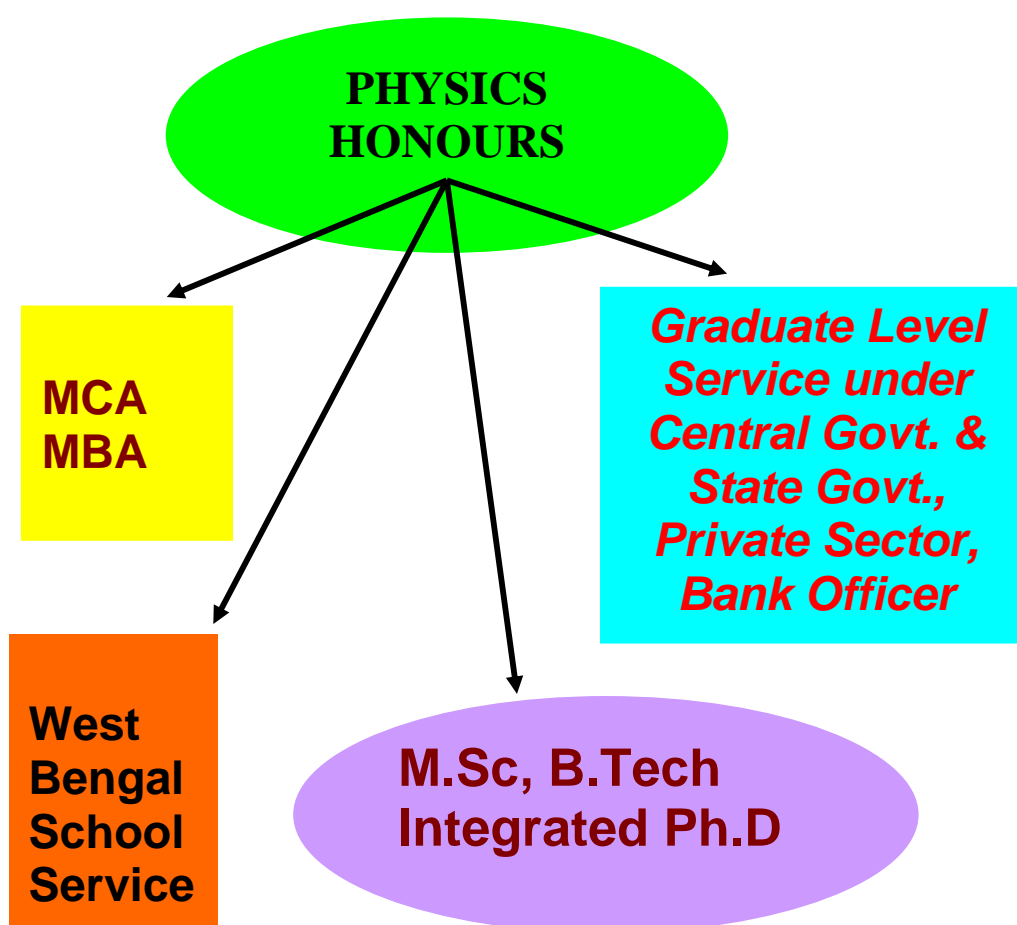 PHYSICS
HONOURS
MCA
MBA
Graduate Level
Service under
Central Govt. &
State Govt.,
Private Sector,
Bank Officer
West
Bengal
School
Service
M.Sc, B.Tech
Integrated Ph.D